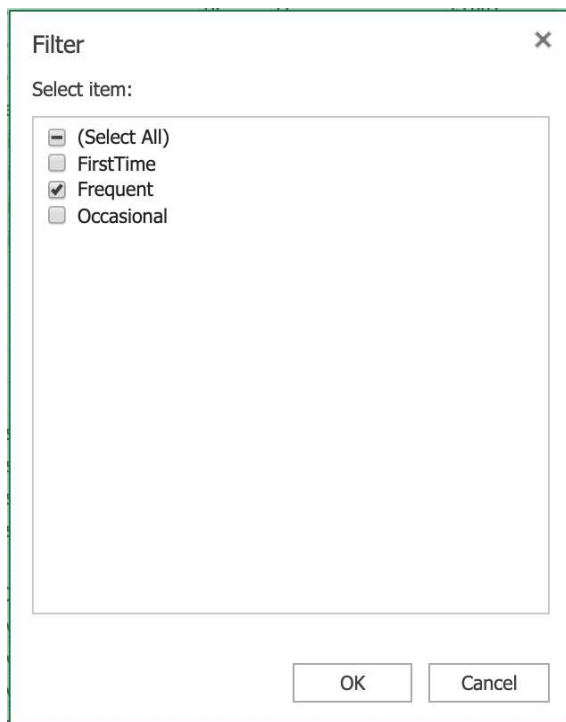 Filter
Select item:
(Select All)
FirstTime
Frequent
Occasional
OK
Cancel